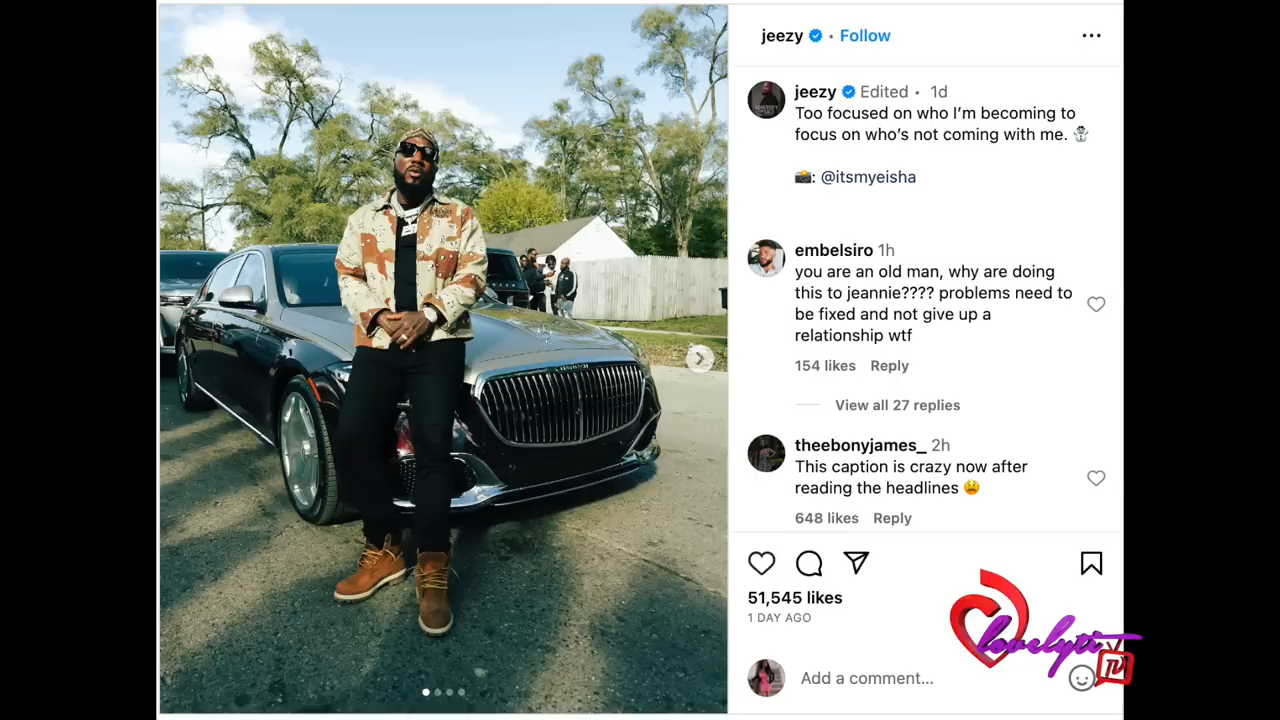 jeezy • Follow
jeezy Edited • 1d
Too focused on who I’m becoming to
focus on who’s not coming with me. ☃️
📸: @itsmyeisha
embelsiro 1h
you are an old man, why are doing
this to jeannie???? problems need to
be fixed and not give up a
relationship wtf
154 likes Reply
View all 27 replies
theebonyjames_ 2h
This caption is crazy now after
reading the headlines 😫
648 likes Reply
51,545 likes
1 DAY AGO
lovelyti
TV
Add a comment...